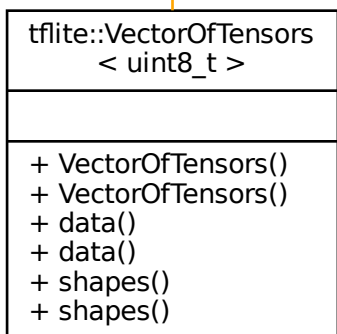 tflite::VectorOfTensors
< uint8_t >
+ VectorOfTensors()
+ VectorOfTensors()
+ data()
+ data()
+ shapes()
+ shapes()